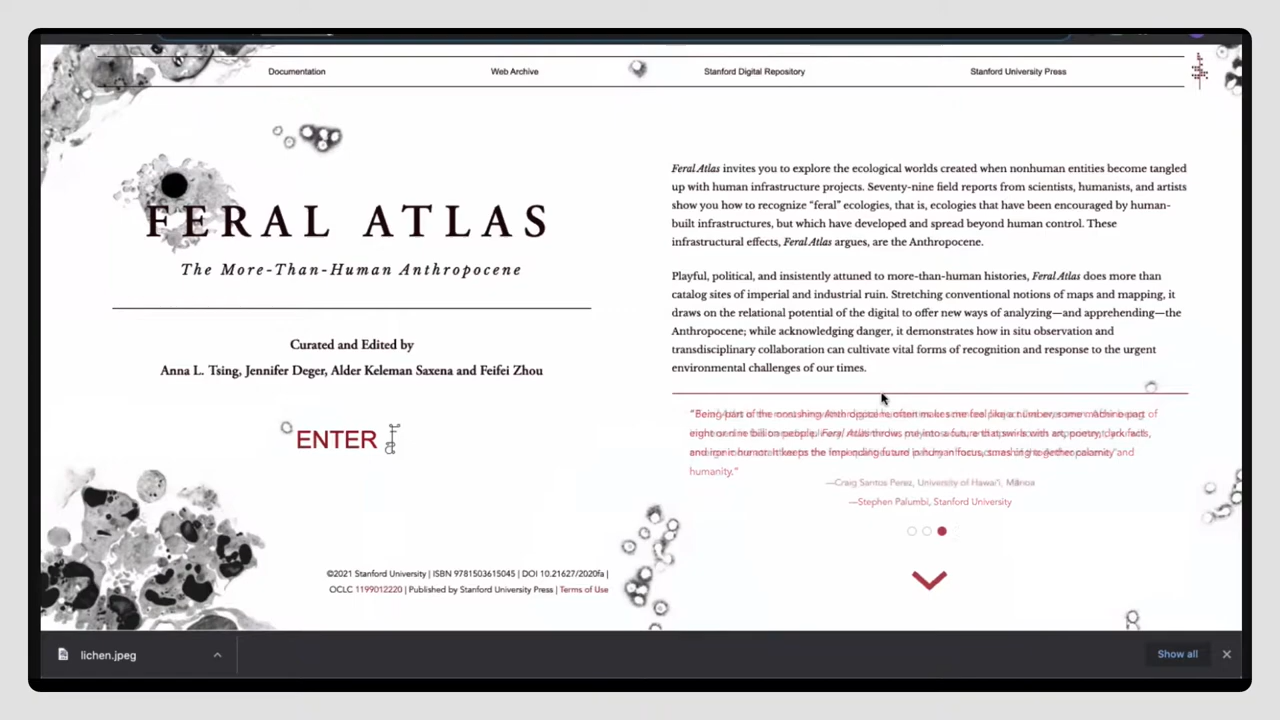 Documentation
Web Archive
Stanford Digital Repository
Stanford University Press
FERAL ATLAS
The More-Than-Human Anthropocene
Curated and Edited by
Anna L. Tsing, Jennifer Deger, Alder Keleman Saxena and Feifei Zhou
ENTER
©2021 Stanford University | ISBN 9781503615045 | DOI 10.21627/2020fa |
OCLC 1199012220 | Published by Stanford University Press | Terms of Use
Feral Atlas invites you to explore the ecological worlds created when nonhuman entities become tangled
up with human infrastructure projects. Seventy-nine field reports from scientists, humanists, and artists
show you how to recognize “feral” ecologies, that is, ecologies that have been encouraged by human-
built infrastructures, but which have developed and spread beyond human control. These
infrastructural effects, Feral Atlas argues, are the Anthropocene.
Playful, political, and insistently attuned to more-than-human histories, Feral Atlas does more than
catalog sites of imperial and industrial ruin. Stretching conventional notions of maps and mapping, it
draws on the relational potential of the digital to offer new ways of analyzing—and apprehending—the
Anthropocene; while acknowledging danger, it demonstrates how in situ observation and
transdisciplinary collaboration can cultivate vital forms of recognition and response to the urgent
environmental challenges of our times.
humanity.”
—Craig Santos Perez, University of Hawai‘i, Mānoa
—Stephen Palumbi, Stanford University
lichen.jpeg
Show all